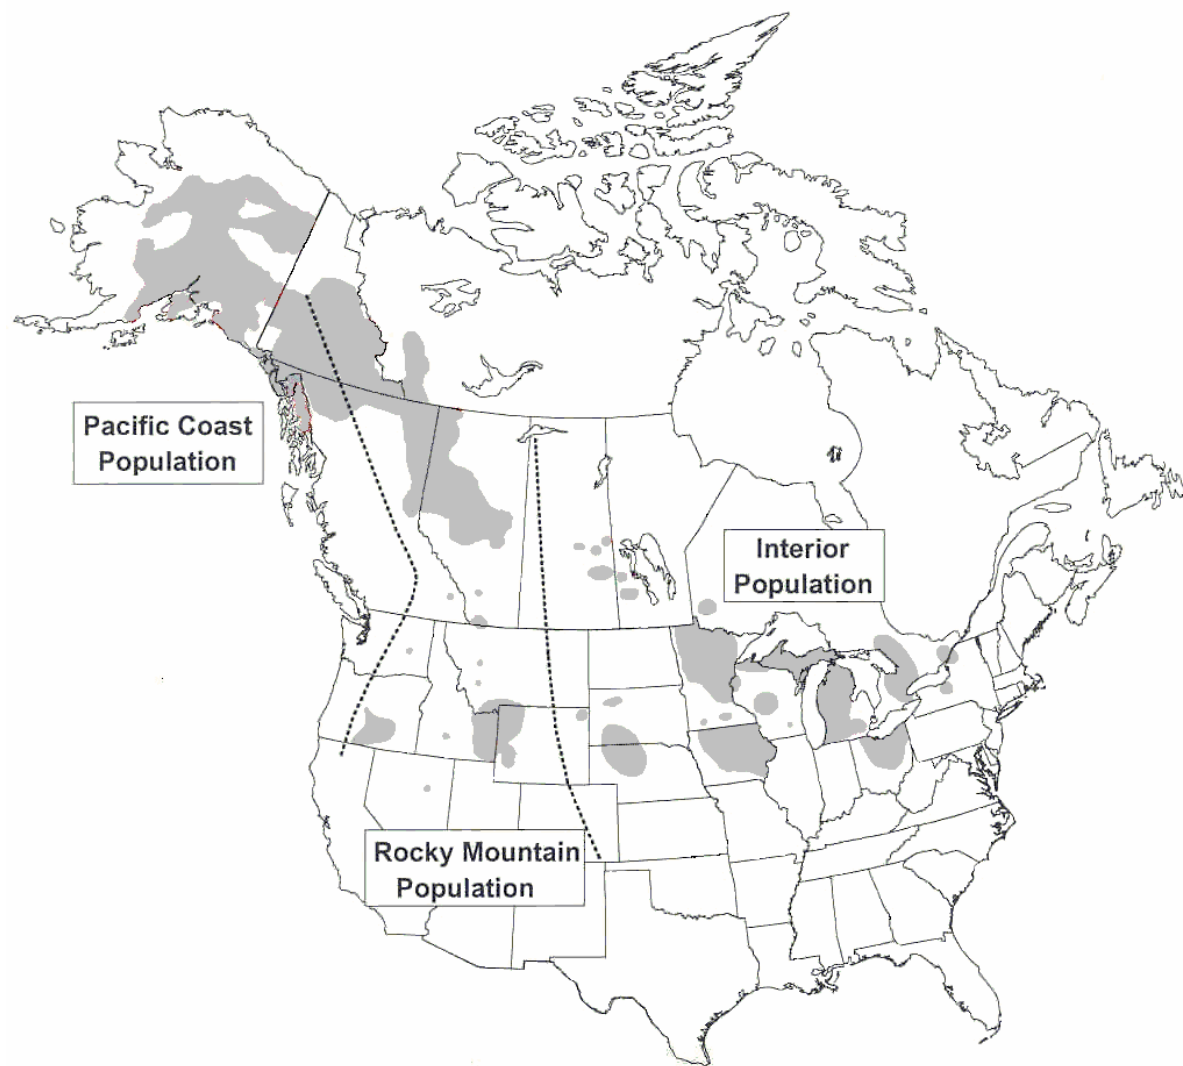 Pacific Coast
Population
Interior
Population
Rocky Mountain
Population